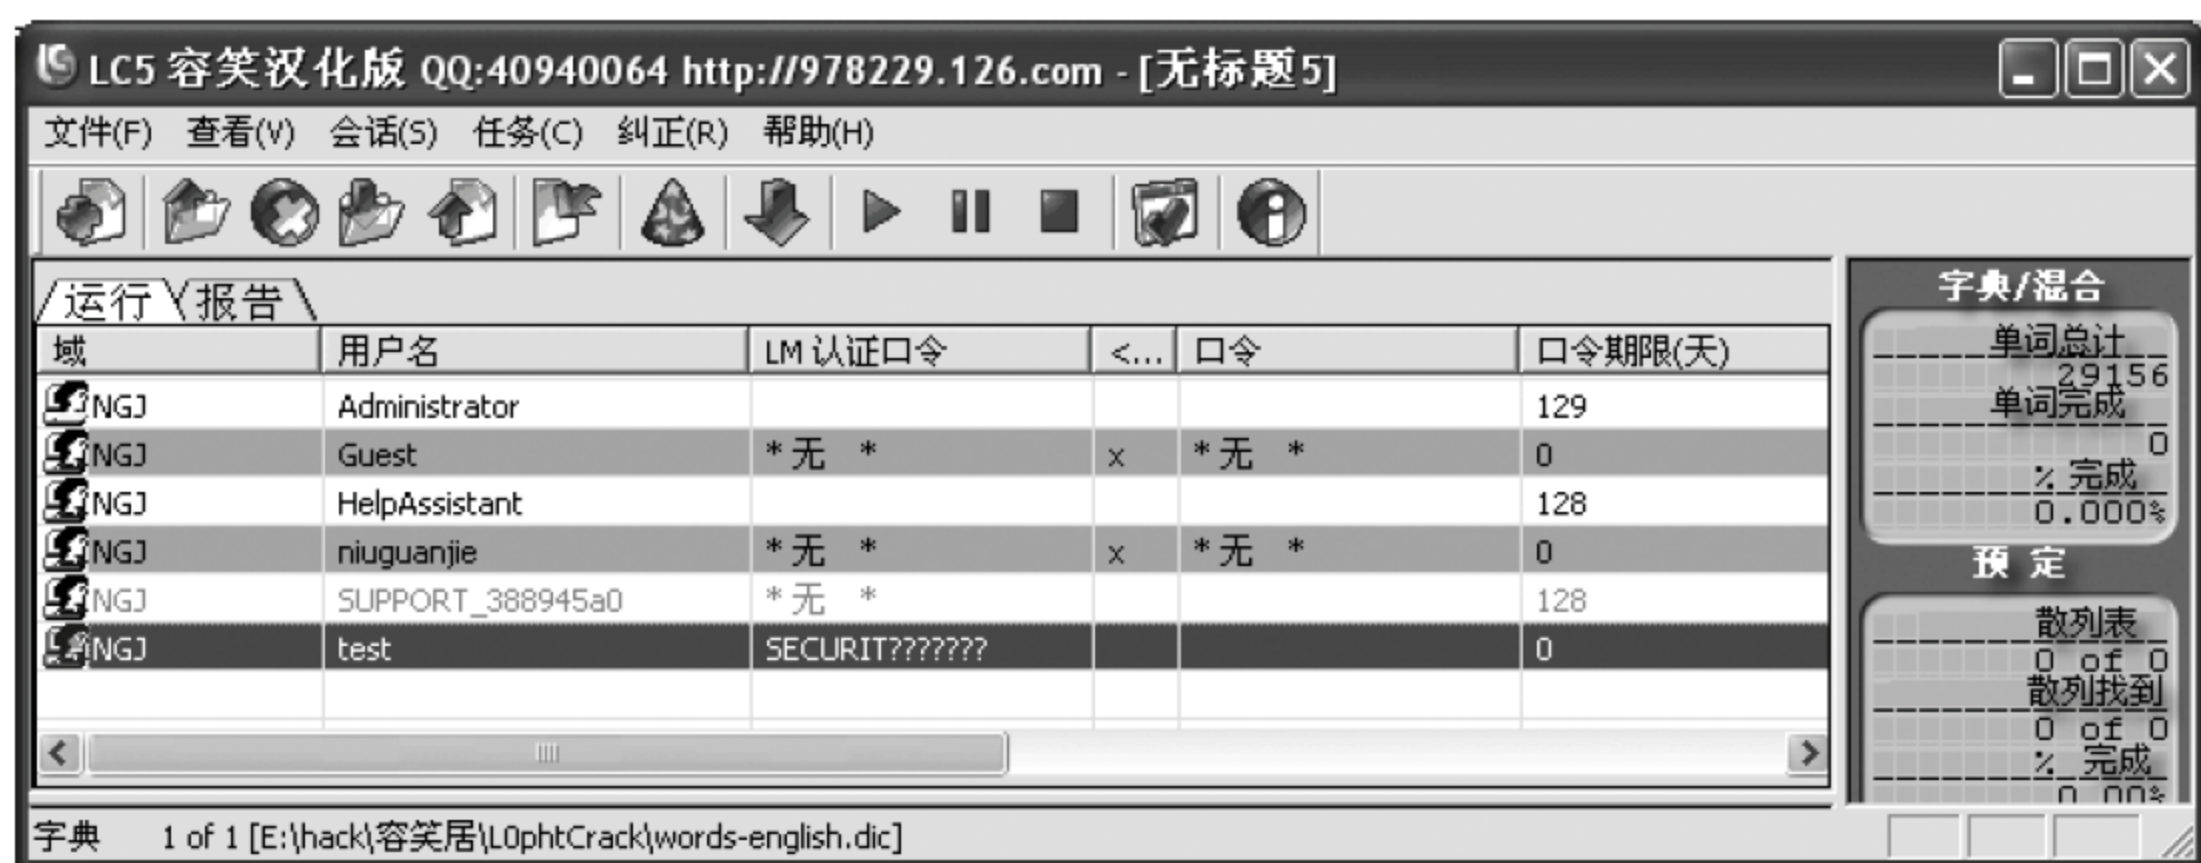 LC5 容笑汉化版 QQ:40940064 http://978229.126.com - [无标题5]
文件(F) 查看(V) 会话(S) 任务(C) 纠正(R) 帮助(H)
运行 报告
域 用户名 LM 认证口令 <... 口令 口令期限(天)
NGJ Administrator 129
NGJ Guest * 无 * x * 无 * 0
NGJ HelpAssistant 128
NGJ niuguanjie * 无 * x * 无 * 0
NGJ SUPPORT_388945a0 * 无 * 128
NGJ test SECURIT??????? 0
字典/混合
单词总计
29156
单词完成
0
% 完成
0.000%
预 定
散列表
0 of 0
散列找到
0 of 0
% 完成
0.00%
字典 1 of 1 [E:\hack\容笑居\L0phtCrack\words-english.dic]